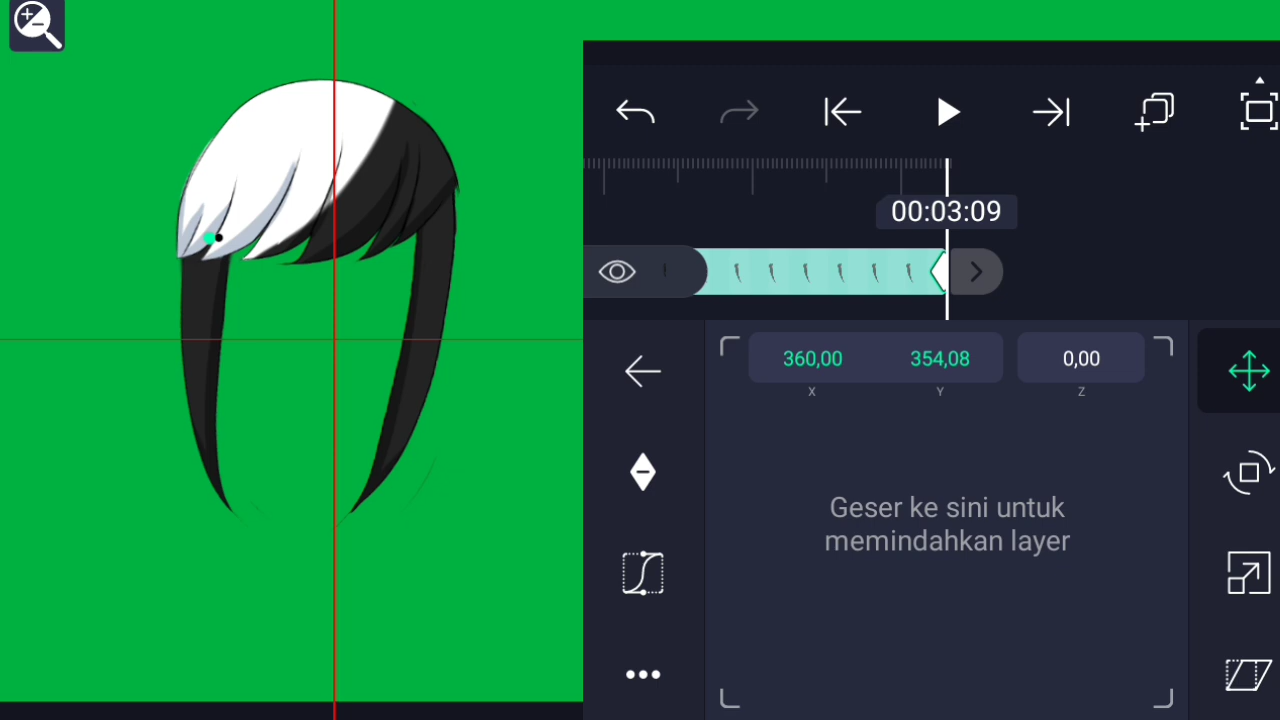 00:03:09
360,00 354,08 0,00
X Y Z
Geser ke sini untuk
memindahkan layer